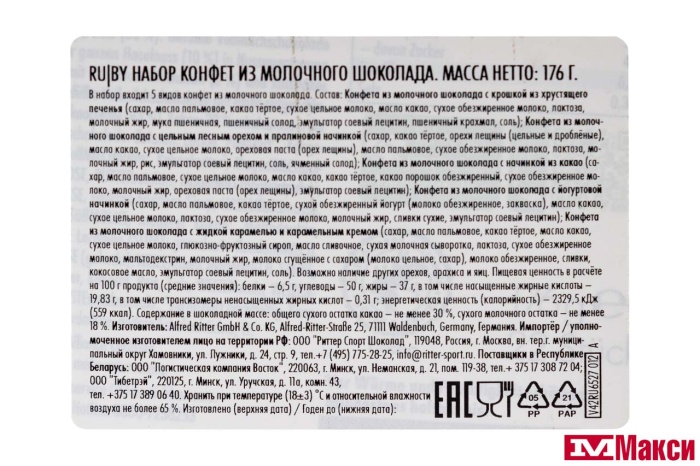 RU|BY НАБОР КОНФЕТ ИЗ МОЛОЧНОГО ШОКОЛАДА. МАССА НЕТТО: 176 Г.
В набор входит 5 видов конфет из молочного шоколада. Состав: Конфета из молочного шоколада с крошкой из хрустящего
печенья (сахар, масло пальмовое, какао тёртое, сухое цельное молоко, масло какао, сухое обезжиренное молоко, лактоза,
молочный жир, мука пшеничная, пшеничный солод, эмульгатор соевый лецитин, пшеничный крахмал, соль); Конфета из молоч-
ного шоколада с цельным лесным орехом и пралиновой начинкой (сахар, какао тёртое, орехи лещины (цельные и дроблёные),
масло какао, сухое цельное молоко, ореховая паста (орех лещины), масло пальмовое, сухое обезжиренное молоко, лактоза, мо-
лочный жир, рис, эмульгатор соевый лецитин, соль, ячменный солод); Конфета из молочного шоколада с начинкой из какао (са-
хар, масло пальмовое, масло какао, какао тёртое, сухое цельное молоко, какао порошок обезжиренный, сухое обезжиренное мо-
локо, молочный жир, ореховая паста (орех лещины), эмульгатор соевый лецитин); Конфета из молочного шоколада с йогуртовой
начинкой (сахар, масло пальмовое, какао тёртое, сухой обезжиренный йогурт (молоко обезжиренное, закваска), масло какао,
сухое цельное молоко, лактоза, сухое обезжиренное молоко, молочный жир, сливки сухие, эмульгатор соевый лецитин); Конфета
из молочного шоколада с жидкой карамелью и карамельным кремом (сахар, масло пальмовое, какао тёртое, масло какао,
сухое цельное молоко, глюкозно-фруктозный сироп, масло сливочное, сухая молочная сыворотка, лактоза, сухое обезжиренное
молоко, мальтодекстрин, молочный жир, молоко сгущённое с сахаром (молоко цельное, сахар), молоко обезжиренное, сливки,
кокосовое масло, эмульгатор соевый лецитин, соль). Возможно наличие других орехов, арахиса и яиц. Пищевая ценность в расчёте
на 100 г продукта (средние значения): белки – 6,5 г, углеводы – 50 г, жиры – 37 г, в том числе насыщенные жирные кислоты –
19,83 г, в том числе трансизомеры ненасыщенных жирных кислот – 0,31 г; энергетическая ценность (калорийность) – 2329,5 кДж
(559 ккал). Содержание в шоколадной массе: общего сухого остатка какао – не менее 30 %, сухого молочного остатка – не менее
18 %. Изготовитель: Alfred Ritter GmbH & Co. KG, Alfred-Ritter-Straße 25, 71111 Waldenbuch, Germany, Германия. Импортёр / уполно-
моченное изготовителем лицо на территории РФ: ООО "Риттер Спорт Шоколад", 119048, Россия, г. Москва, вн.тер.г. муници-
пальный округ Хамовники, ул. Лужники, д. 24, стр. 9, тел. +7 (495) 775-28-25, info@ritter-sport.ru. Поставщики в Республике
Беларусь: ООО "Логистическая компания Восток", 220063, г. Минск, ул. Неманская, д. 21, пом. 139, тел. +375 17 308 72 04;
ООО "Тибетрэй", 220125, г. Минск, ул. Уручская, д. 11а, ком. 43,
тел. +375 17 389 06 40. Хранить при температуре (18±3) °С и относительной влажности
воздуха не более 65 %. Изготовлено (верхняя дата) / Годен до (нижняя дата):
EAC
05
PP
21
PAP
V42RU6527 012 A
Макси